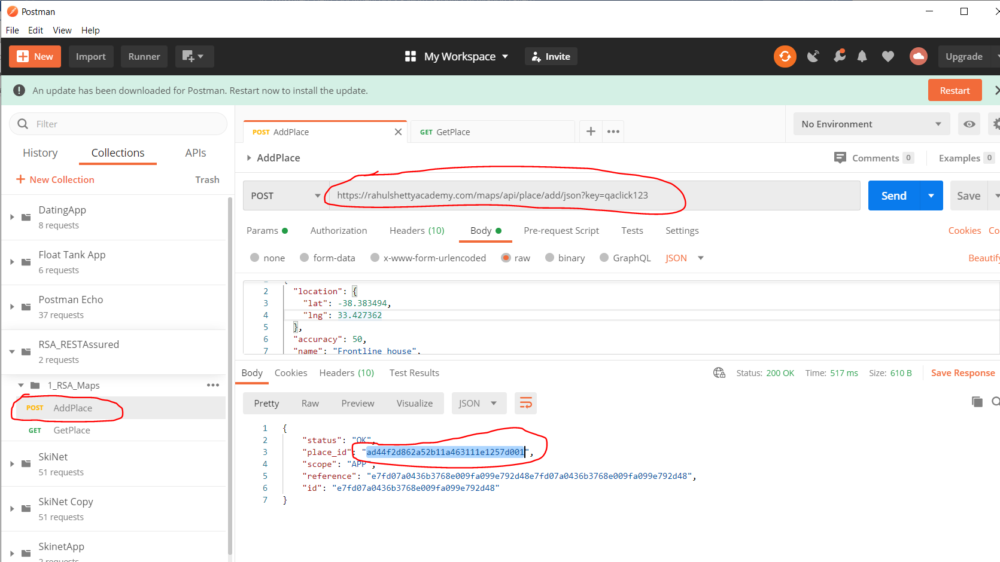 Postman
File Edit View Help
New Import Runner My Workspace Invite Upgrade
An update has been downloaded for Postman. Restart now to install the update. Restart
Filter
History Collections APIs
New Collection Trash
DatingApp
8 requests
Float Tank App
6 requests
Postman Echo
37 requests
RSA_RESTAssured
2 requests
1_RSA_Maps
POST AddPlace
GET GetPlace
SkiNet
51 requests
SkiNet Copy
51 requests
SkinetApp
2 requests
POST AddPlace GET GetPlace No Environment
AddPlace Comments 0 Examples 0
POST https://rahulshettyacademy.com/maps/api/place/add/json?key=qaclick123 Send Save
Params Authorization Headers (10) Body Pre-request Script Tests Settings Cookies Co
none form-data x-www-form-urlencoded raw binary GraphQL JSON Beautify
2 "location": {
3 "lat": -38.383494,
4 "lng": 33.427362
5 },
6 "accuracy": 50,
7 "name": "Frontline house",
Body Cookies Headers (10) Test Results Status: 200 OK Time: 517 ms Size: 610 B Save Response
Pretty Raw Preview Visualize JSON
1 {
2 "status": "OK",
3 "place_id": "ad44f2d862a52b11a463111e1257d001",
4 "scope": "APP",
5 "reference": "e7fd07a0436b3768e009fa099e792d48e7fd07a0436b3768e009fa099e792d48",
6 "id": "e7fd07a0436b3768e009fa099e792d48"
7 }